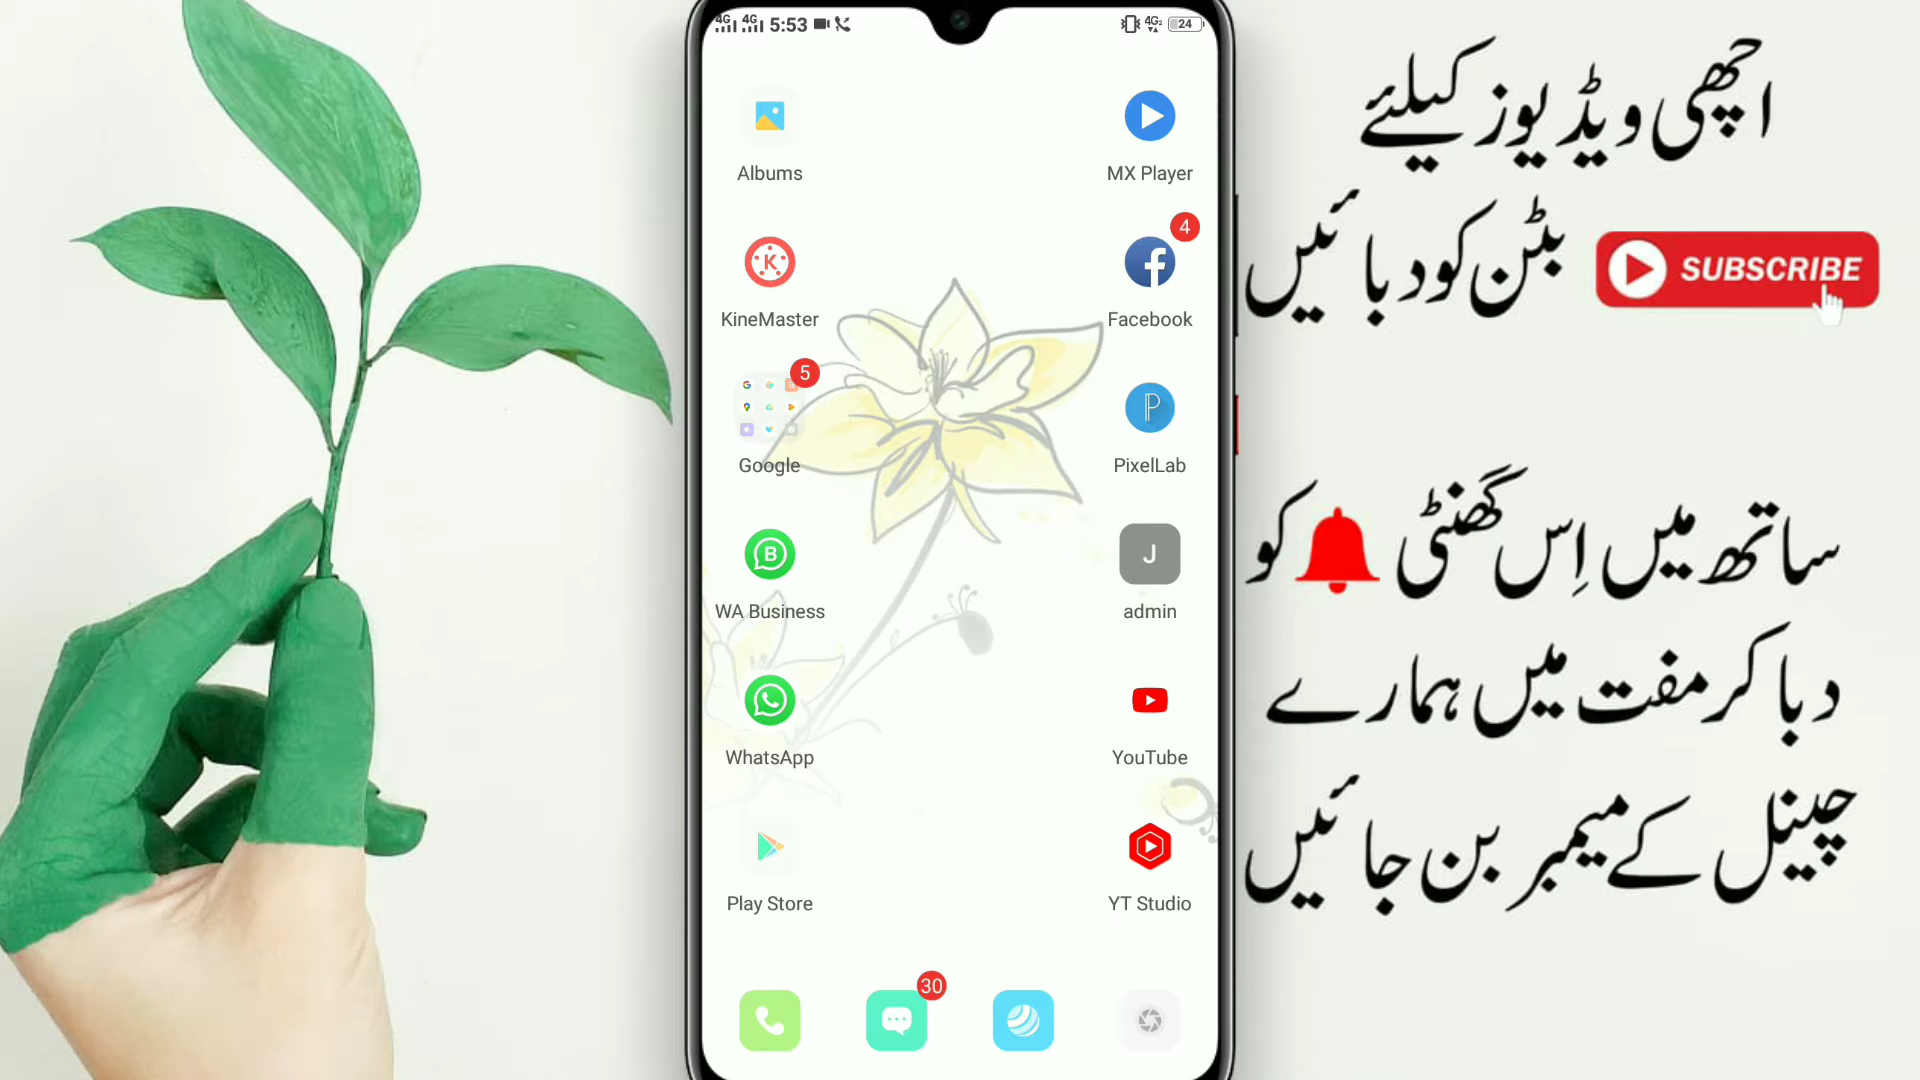 4G 4G 5:53 4G2 24
Albums
MX Player
4
KineMaster
Facebook
5
Google
PixelLab
J
WA Business
admin
WhatsApp
YouTube
Play Store
YT Studio
30
اچھی ویڈیوز کیلئے
بٹن کو دبائیں SUBSCRIBE
ساتھ میں اِس گھنٹی کو
دبا کر مفت میں ہمارے
چینل کے میمبر بن جائیں